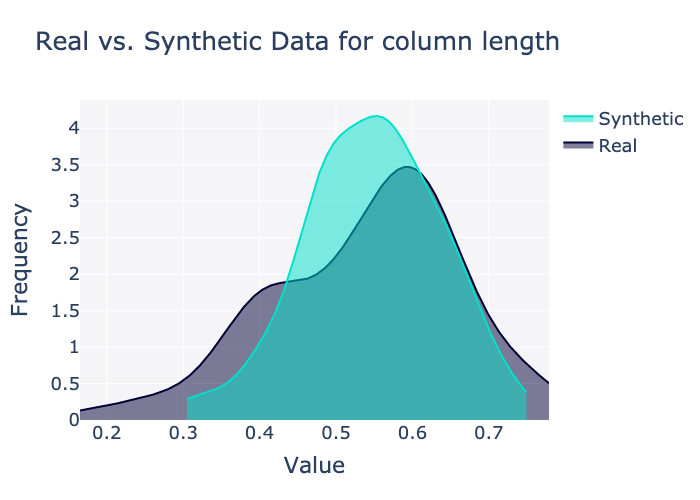 Real vs. Synthetic Data for column length
Synthetic
Real
4
3.5
3
2.5
2
1.5
1
0.5
0
Frequency
0.2 0.3 0.4 0.5 0.6 0.7
Value